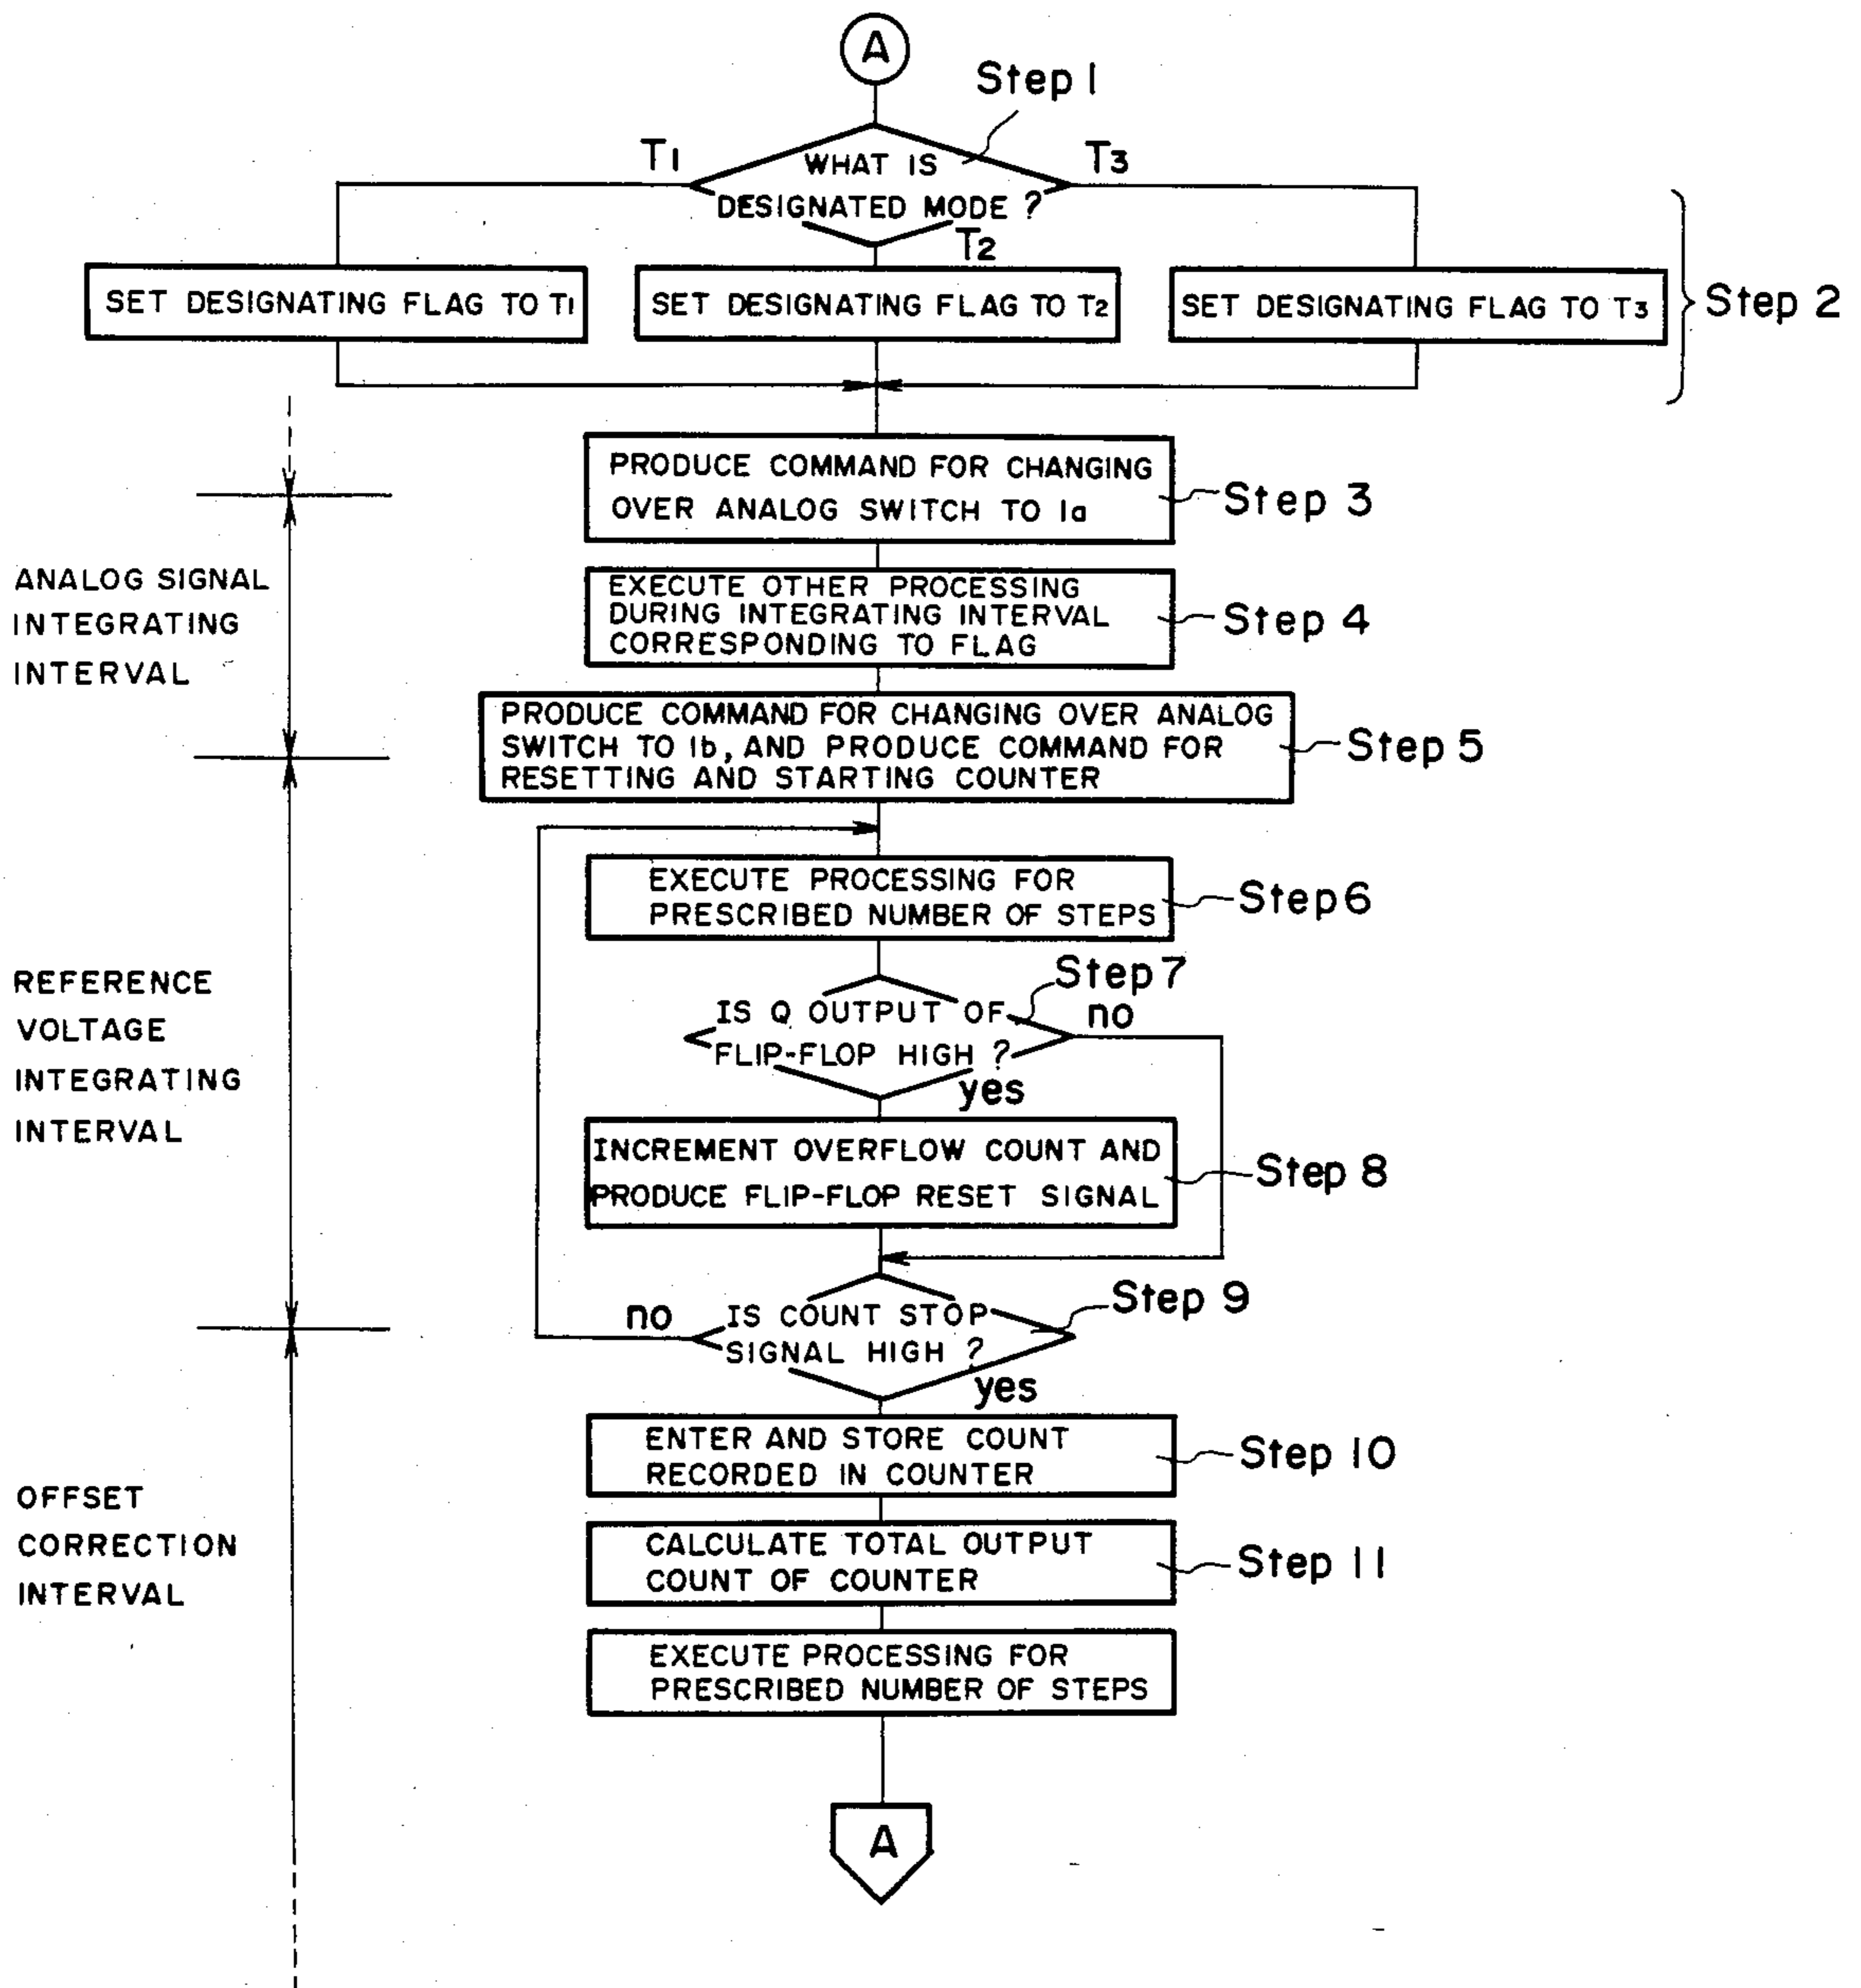 A
Step 1
T1
WHAT IS
DESIGNATED MODE ?
T3
T2
SET DESIGNATING FLAG TO T1
SET DESIGNATING FLAG TO T2
SET DESIGNATING FLAG TO T3
Step 2
PRODUCE COMMAND FOR CHANGING
OVER ANALOG SWITCH TO 1a
Step 3
ANALOG SIGNAL
INTEGRATING
INTERVAL
EXECUTE OTHER PROCESSING
DURING INTEGRATING INTERVAL
CORRESPONDING TO FLAG
Step 4
PRODUCE COMMAND FOR CHANGING OVER ANALOG
SWITCH TO 1b, AND PRODUCE COMMAND FOR
RESETTING AND STARTING COUNTER
Step 5
EXECUTE PROCESSING FOR
PRESCRIBED NUMBER OF STEPS
Step 6
REFERENCE
VOLTAGE
INTEGRATING
INTERVAL
Step 7
IS Q OUTPUT OF
FLIP-FLOP HIGH ?
no
yes
INCREMENT OVERFLOW COUNT AND
PRODUCE FLIP-FLOP RESET SIGNAL
Step 8
Step 9
no
IS COUNT STOP
SIGNAL HIGH ?
yes
ENTER AND STORE COUNT
RECORDED IN COUNTER
Step 10
OFFSET
CORRECTION
INTERVAL
CALCULATE TOTAL OUTPUT
COUNT OF COUNTER
Step 11
EXECUTE PROCESSING FOR
PRESCRIBED NUMBER OF STEPS
A